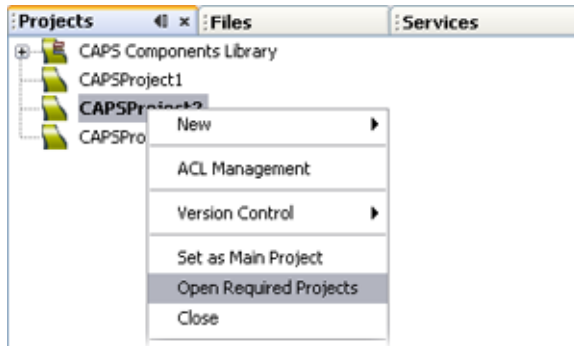 Projects
Files
Services
CAPS Components Library
CAPSProject1
CAPSProject2
CAPSPro
New
ACL Management
Version Control
Set as Main Project
Open Required Projects
Close